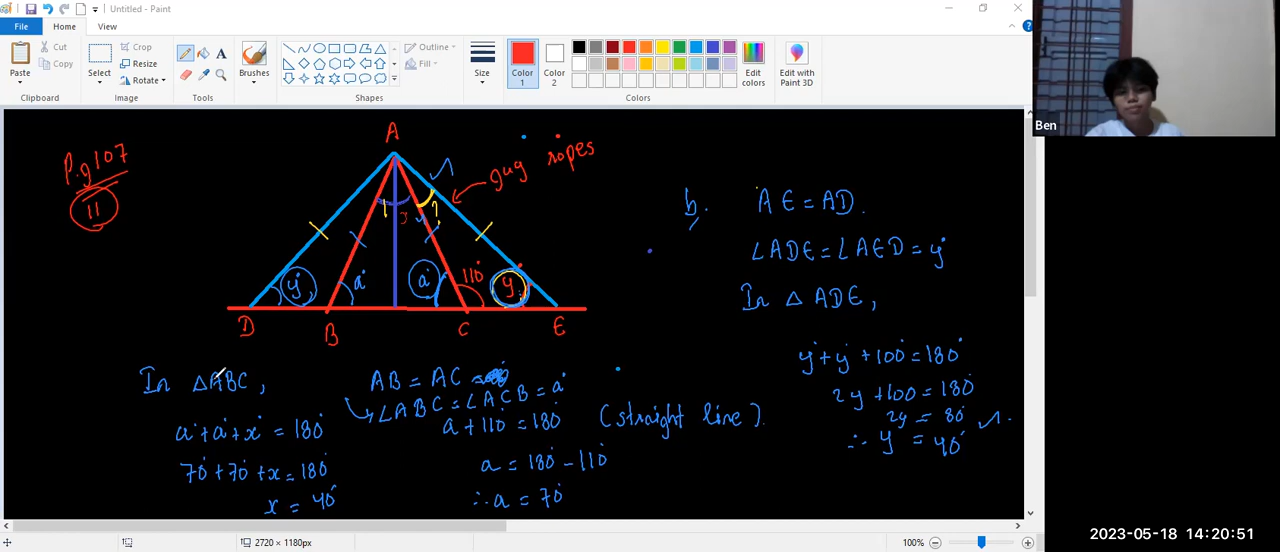 Untitled - Paint
File
Home
View
Paste
Cut
Copy
Clipboard
Select
Crop
Resize
Rotate
Image
Tools
Brushes
Shapes
Outline
Fill
Size
Color 1
Color 2
Colors
Edit colors
Edit with Paint 3D
Ben
P.g 107
11
A
guy ropes
x
y°
a°
a°
110°
y°
D
B
C
E
b.
AE = AD.
∠ADE = ∠AED = y°
In △ ADE,
y° + y° + 100° = 180°
2y + 100 = 180°
2y = 80°
∴ y = 40°
In △ABC,
a° + a° + x° = 180°
70° + 70° + x = 180°
x = 40°
AB = AC =
∠ABC = ∠ACB = a°
a + 110° = 180° (straight line).
a = 180° - 110°
∴ a = 70°
2720 × 1180px
100%
2023-05-18 14:20:51